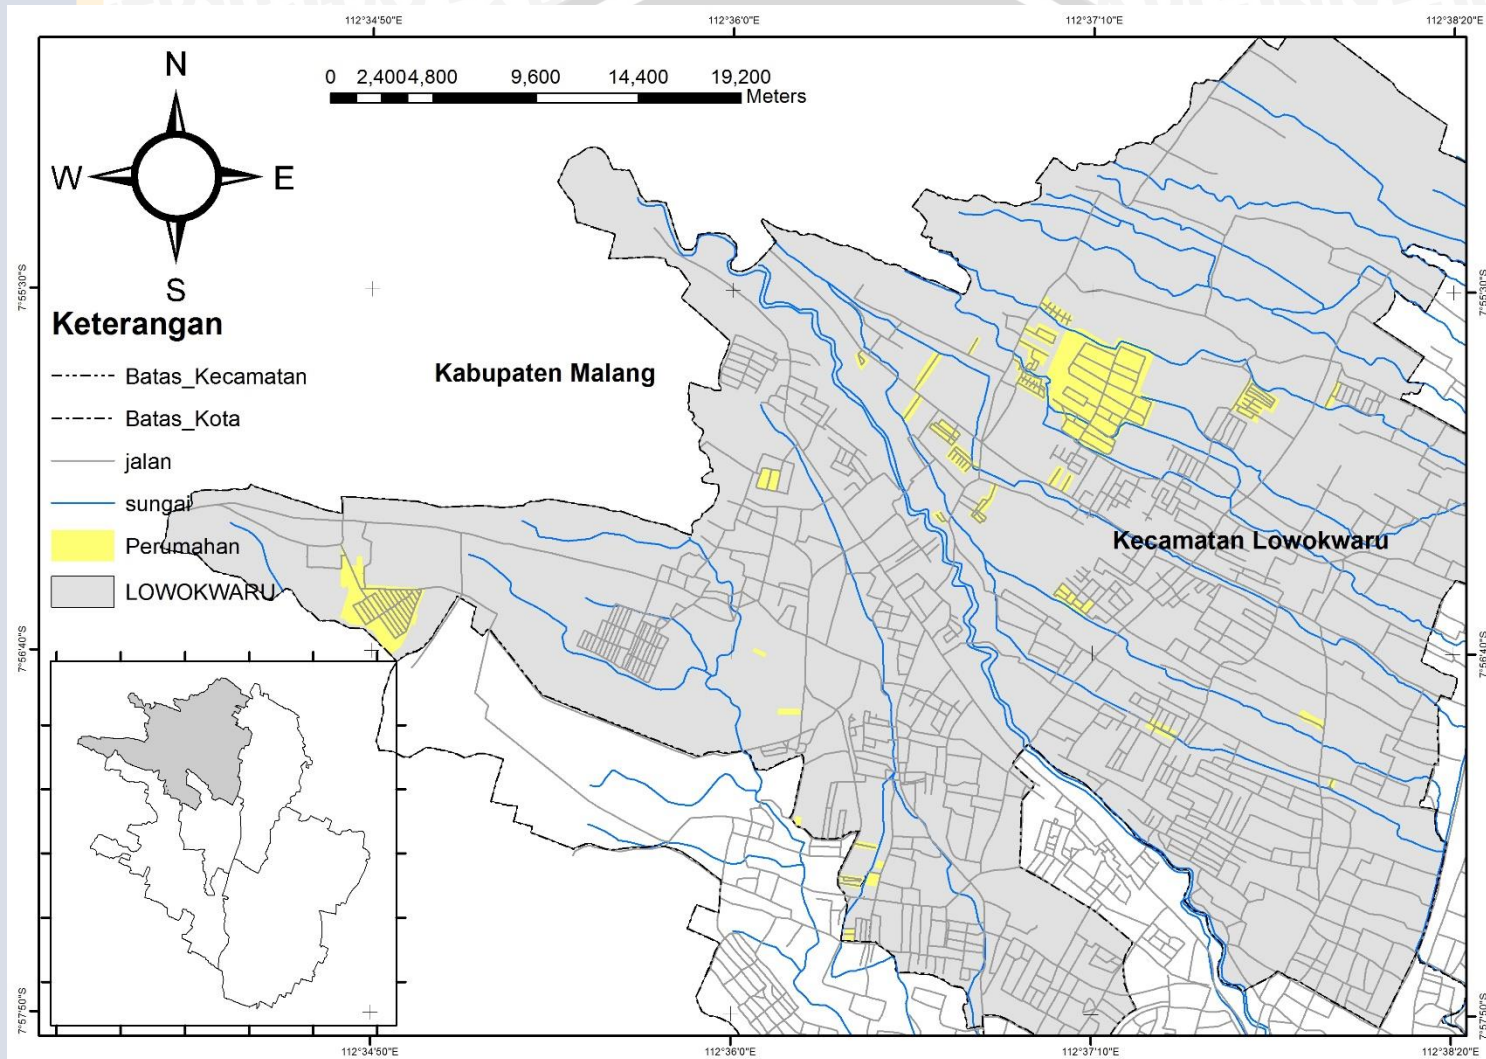 112°34'50"E
112°36'0"E
112°37'10"E
112°38'20"E
N
W
E
S
0 2,400 4,800 9,600 14,400 19,200
Meters
7°55'30"S
7°55'30"S
Keterangan
Batas_Kecamatan
Batas_Kota
jalan
sungai
Perumahan
LOWOKWARU
Kabupaten Malang
Kecamatan Lowokwaru
7°56'40"S
7°56'40"S
7°57'50"S
7°57'50"S
112°34'50"E
112°36'0"E
112°37'10"E
112°38'20"E